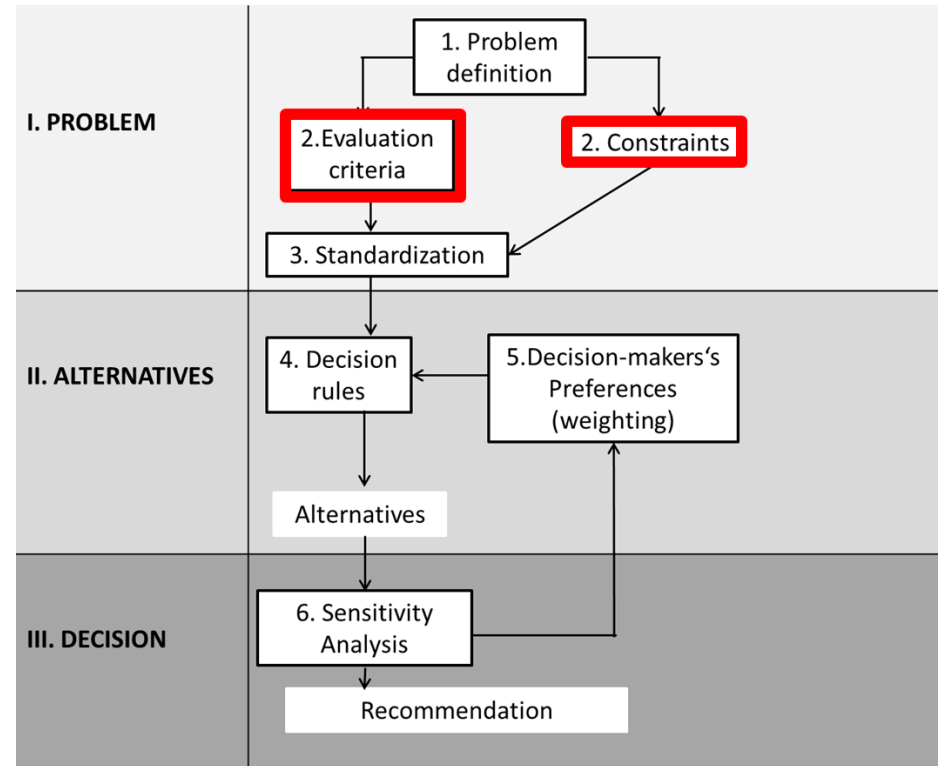 1. Problem
definition
I. PROBLEM
2.Evaluation
criteria
2. Constraints
3. Standardization
II. ALTERNATIVES
4. Decision
rules
5.Decision-makers‘s
Preferences
(weighting)
Alternatives
III. DECISION
6. Sensitivity
Analysis
Recommendation